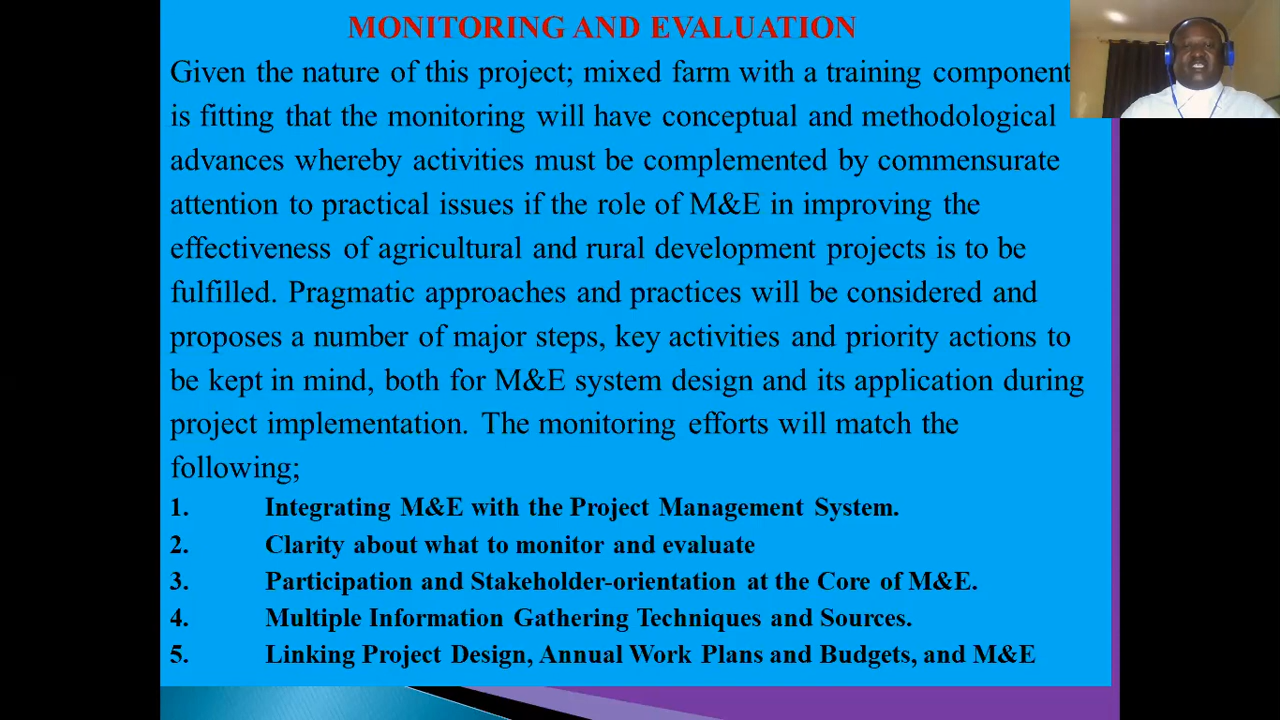 MONITORING AND EVALUATION
Given the nature of this project; mixed farm with a training component
is fitting that the monitoring will have conceptual and methodological
advances whereby activities must be complemented by commensurate
attention to practical issues if the role of M&E in improving the
effectiveness of agricultural and rural development projects is to be
fulfilled. Pragmatic approaches and practices will be considered and
proposes a number of major steps, key activities and priority actions to
be kept in mind, both for M&E system design and its application during
project implementation. The monitoring efforts will match the
following;
1. Integrating M&E with the Project Management System.
2. Clarity about what to monitor and evaluate
3. Participation and Stakeholder-orientation at the Core of M&E.
4. Multiple Information Gathering Techniques and Sources.
5. Linking Project Design, Annual Work Plans and Budgets, and M&E